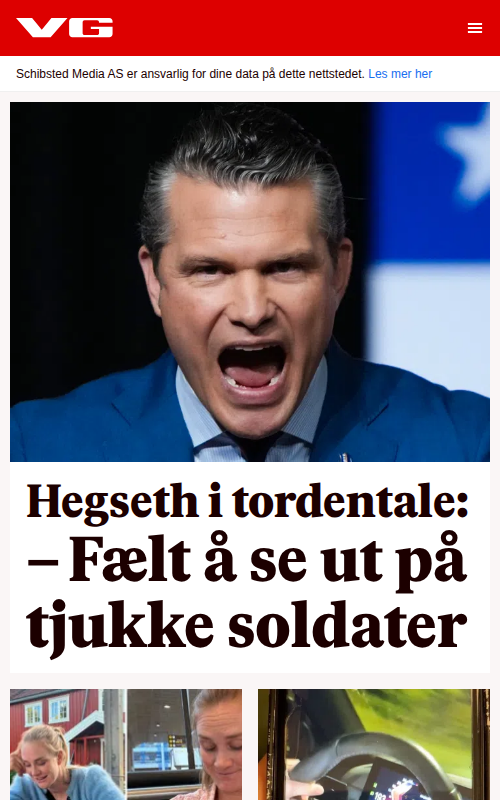 VG
Schibsted Media AS er ansvarlig for dine data på dette nettstedet. Les mer her
Hegseth i tordentale:
– Fælt å se ut på
tjukke soldater